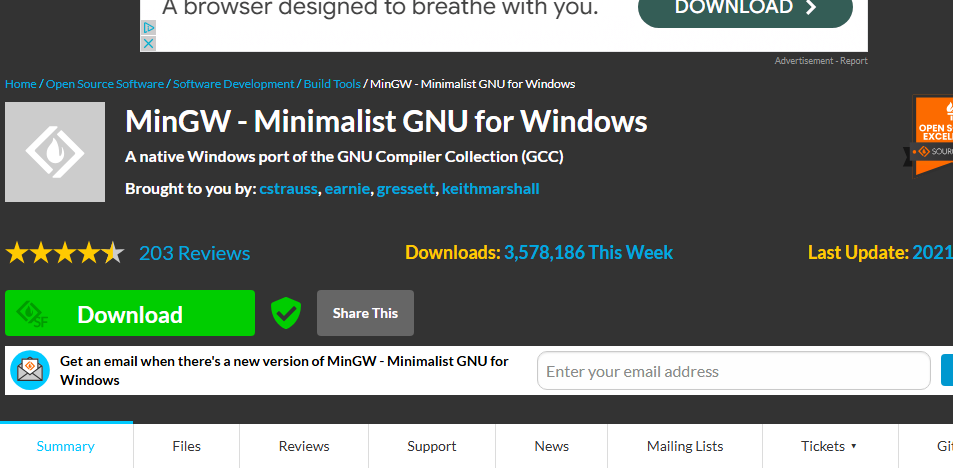 A browser designed to breathe with you.
DOWNLOAD
Advertisement - Report
Home / Open Source Software / Software Development / Build Tools / MinGW - Minimalist GNU for Windows
MinGW - Minimalist GNU for Windows
A native Windows port of the GNU Compiler Collection (GCC)
Brought to you by: cstrauss, earnie, gressett, keithmarshall
OPEN S
EXCEL
SOUR
203 Reviews
Downloads: 3,578,186 This Week
Last Update: 2021
SF
Download
Share This
Get an email when there's a new version of MinGW - Minimalist GNU for
Windows
Enter your email address
Summary
Files
Reviews
Support
News
Mailing Lists
Tickets ▾
Gi